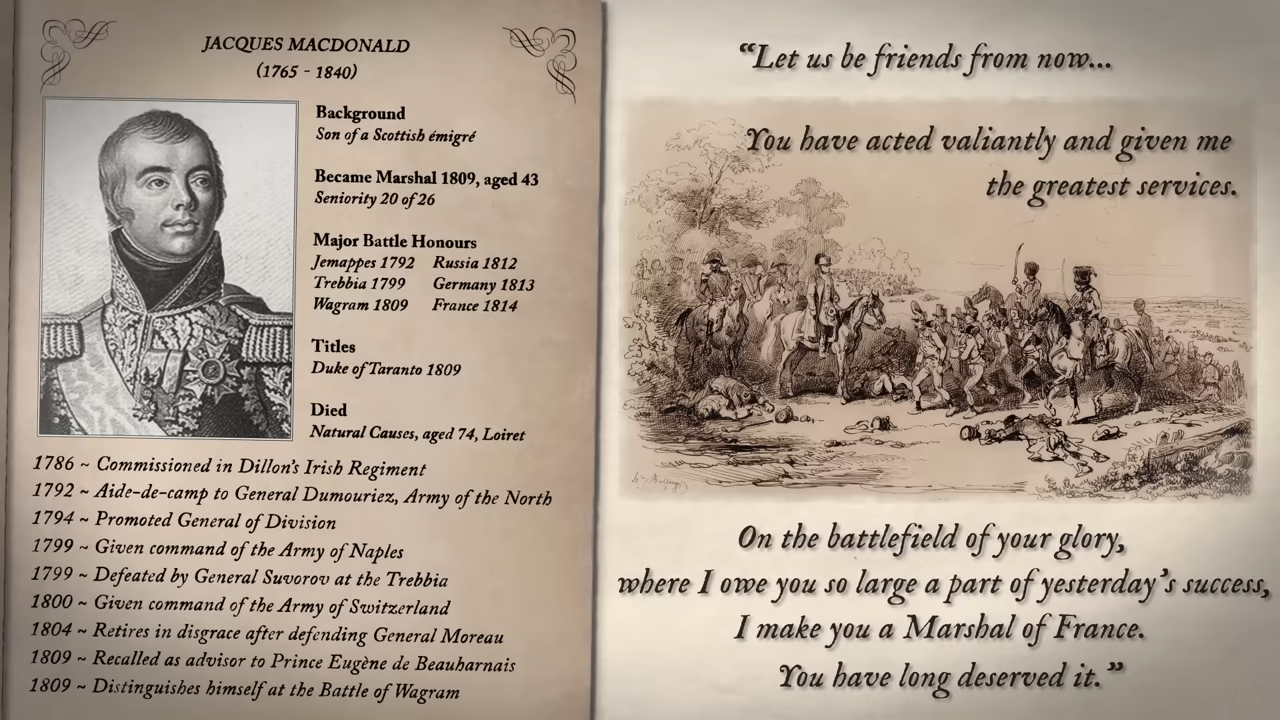 JACQUES MACDONALD
(1765 - 1840)
Background
Son of a Scottish émigré
Became Marshal 1809, aged 43
Seniority 20 of 26
Major Battle Honours
Jemappes 1792 Russia 1812
Trebbia 1799 Germany 1813
Wagram 1809 France 1814
Titles
Duke of Taranto 1809
Died
Natural Causes, aged 74, Loiret
1786 ~ Commissioned in Dillon's Irish Regiment
1792 ~ Aide-de-camp to General Dumouriez, Army of the North
1794 ~ Promoted General of Division
1799 ~ Given command of the Army of Naples
1799 ~ Defeated by General Suvorov at the Trebbia
1800 ~ Given command of the Army of Switzerland
1804 ~ Retires in disgrace after defending General Moreau
1809 ~ Recalled as advisor to Prince Eugène de Beauharnais
1809 ~ Distinguishes himself at the Battle of Wagram
“Let us be friends from now...
You have acted valiantly and given me
the greatest services.
On the battlefield of your glory,
where I owe you so large a part of yesterday's success,
I make you a Marshal of France.
You have long deserved it.”